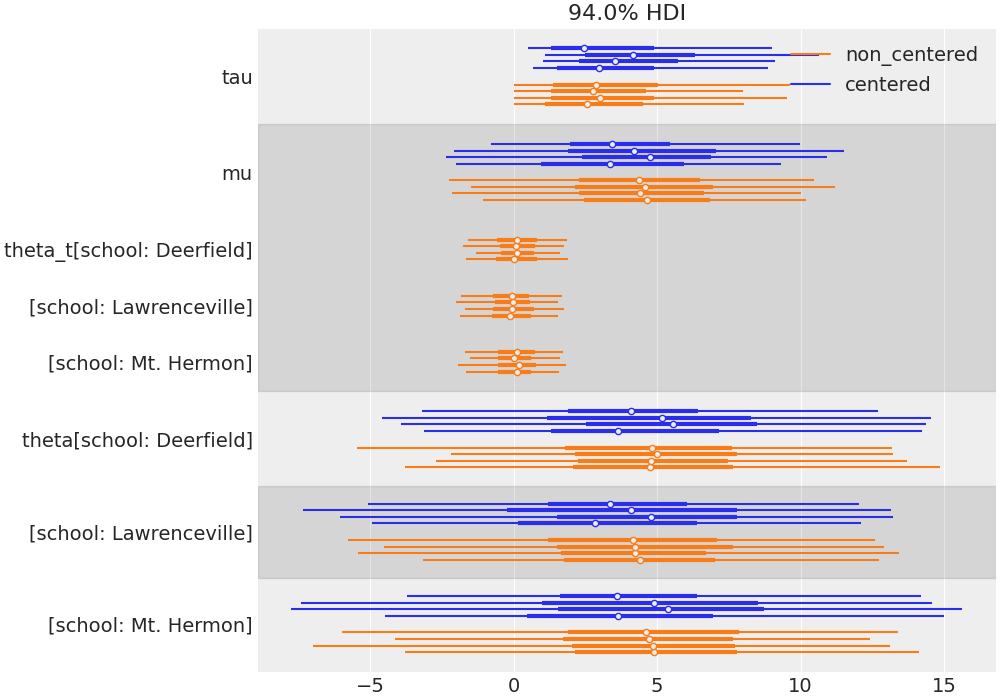 94.0% HDI
tau
non_centered
centered
mu
theta_t[school: Deerfield]
[school: Lawrenceville]
[school: Mt. Hermon]
theta[school: Deerfield]
[school: Lawrenceville]
[school: Mt. Hermon]
−5 0 5 10 15